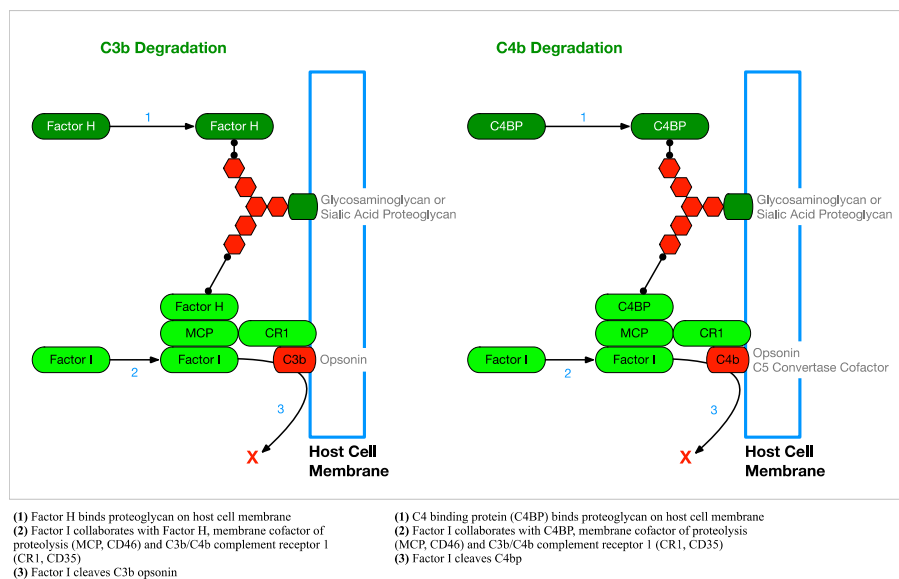 C3b Degradation
Factor H
1
Factor H
Glycosaminoglycan or
Sialic Acid Proteoglycan
Factor H
MCP
CR1
Factor I
2
Factor I
C3b
Opsonin
3
X
Host Cell
Membrane
C4b Degradation
C4BP
1
C4BP
Glycosaminoglycan or
Sialic Acid Proteoglycan
C4BP
MCP
CR1
Factor I
2
Factor I
C4b
Opsonin
C5 Convertase Cofactor
3
X
Host Cell
Membrane
(1) Factor H binds proteoglycan on host cell membrane
(2) Factor I collaborates with Factor H, membrane cofactor of
proteolysis (MCP, CD46) and C3b/C4b complement receptor 1
(CR1, CD35)
(3) Factor I cleaves C3b opsonin
(1) C4 binding protein (C4BP) binds proteoglycan on host cell membrane
(2) Factor I collaborates with C4BP, membrane cofactor of proteolysis
(MCP, CD46) and C3b/C4b complement receptor 1 (CR1, CD35)
(3) Factor I cleaves C4bp